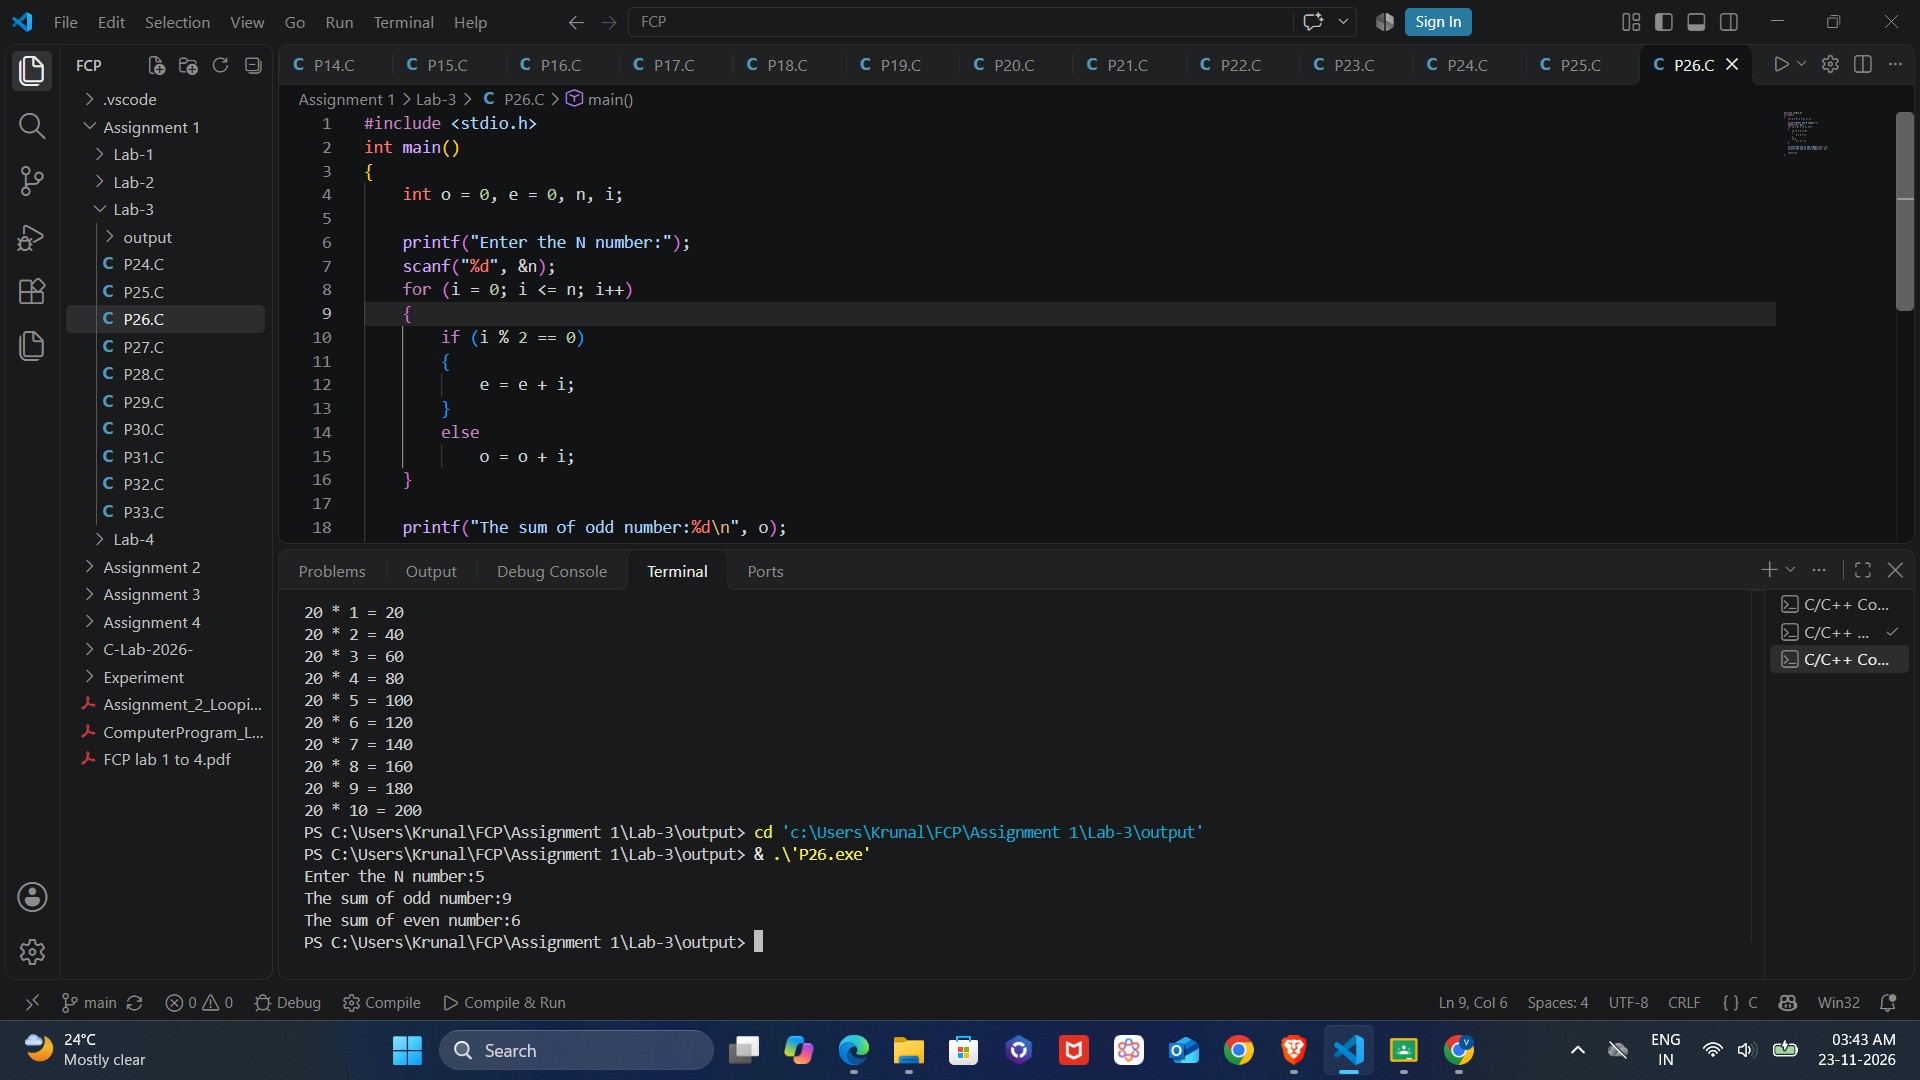 File Edit Selection View Go Run Terminal Help FCP Sign In
FCP
P14.C P15.C P16.C P17.C P18.C P19.C P20.C P21.C P22.C P23.C P24.C P25.C P26.C
.vscode
Assignment 1
Lab-1
Lab-2
Lab-3
output
P24.C
P25.C
P26.C
P27.C
P28.C
P29.C
P30.C
P31.C
P32.C
P33.C
Lab-4
Assignment 2
Assignment 3
Assignment 4
C-Lab-2026-
Experiment
Assignment_2_Loopi...
ComputerProgram_L...
FCP lab 1 to 4.pdf
Assignment 1 > Lab-3 > C P26.C > main()
1 #include <stdio.h>
2 int main()
3 {
4 int o = 0, e = 0, n, i;
5
6 printf("Enter the N number:");
7 scanf("%d", &n);
8 for (i = 0; i <= n; i++)
9 {
10 if (i % 2 == 0)
11 {
12 e = e + i;
13 }
14 else
15 o = o + i;
16 }
17
18 printf("The sum of odd number:%d\n", o);
Problems Output Debug Console Terminal Ports
20 * 1 = 20
20 * 2 = 40
20 * 3 = 60
20 * 4 = 80
20 * 5 = 100
20 * 6 = 120
20 * 7 = 140
20 * 8 = 160
20 * 9 = 180
20 * 10 = 200
PS C:\Users\Krunal\FCP\Assignment 1\Lab-3\output> cd 'c:\Users\Krunal\FCP\Assignment 1\Lab-3\output'
PS C:\Users\Krunal\FCP\Assignment 1\Lab-3\output> & .\'P26.exe'
Enter the N number:5
The sum of odd number:9
The sum of even number:6
PS C:\Users\Krunal\FCP\Assignment 1\Lab-3\output>
C/C++ Co...
C/C++ ...
C/C++ Co...
main 0 0 Debug Compile Compile & Run Ln 9, Col 6 Spaces: 4 UTF-8 CRLF { } C Win32
24°C
Mostly clear
Search
ENG
IN
03:43 AM
23-11-2026